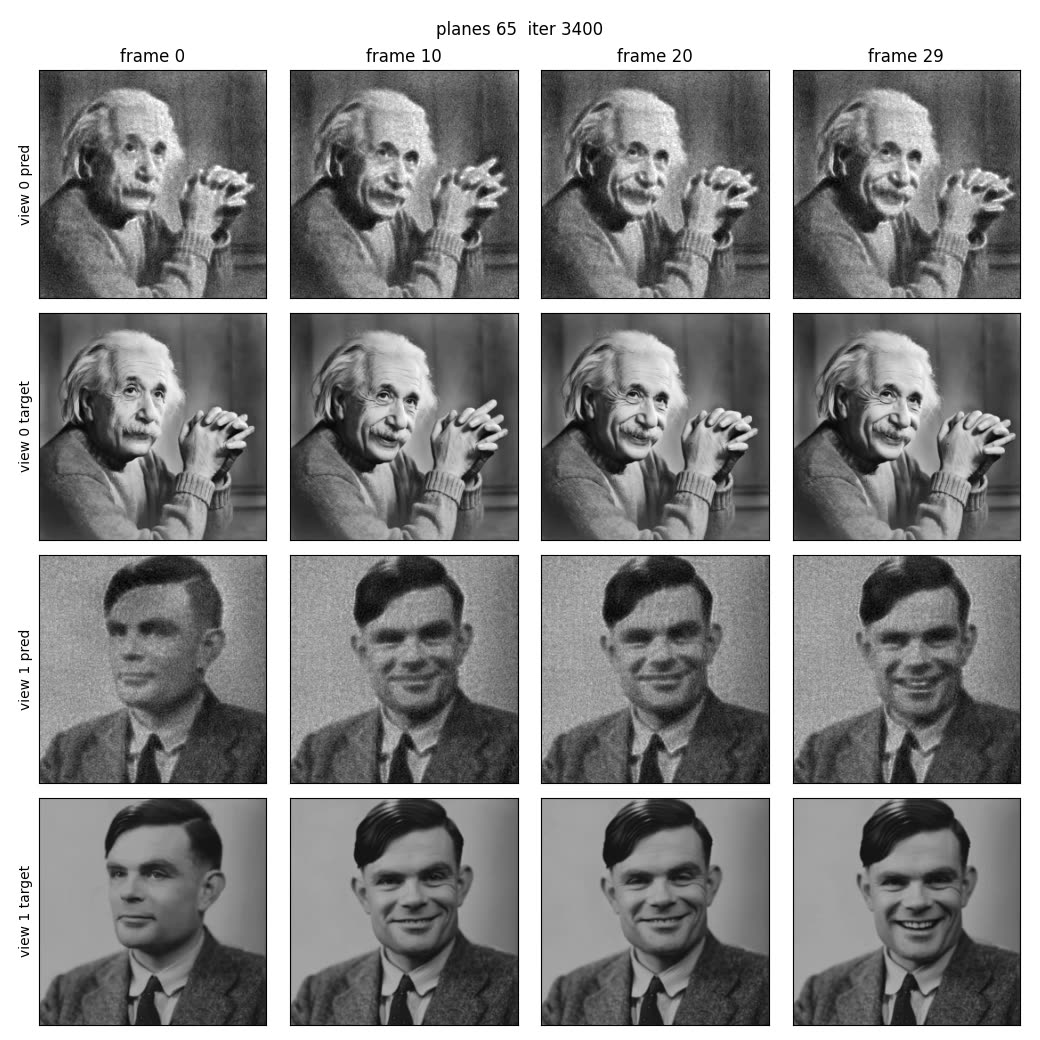 planes 65  iter 3400
frame 0
frame 10
frame 20
frame 29
view 0 pred
view 0 target
view 1 pred
view 1 target